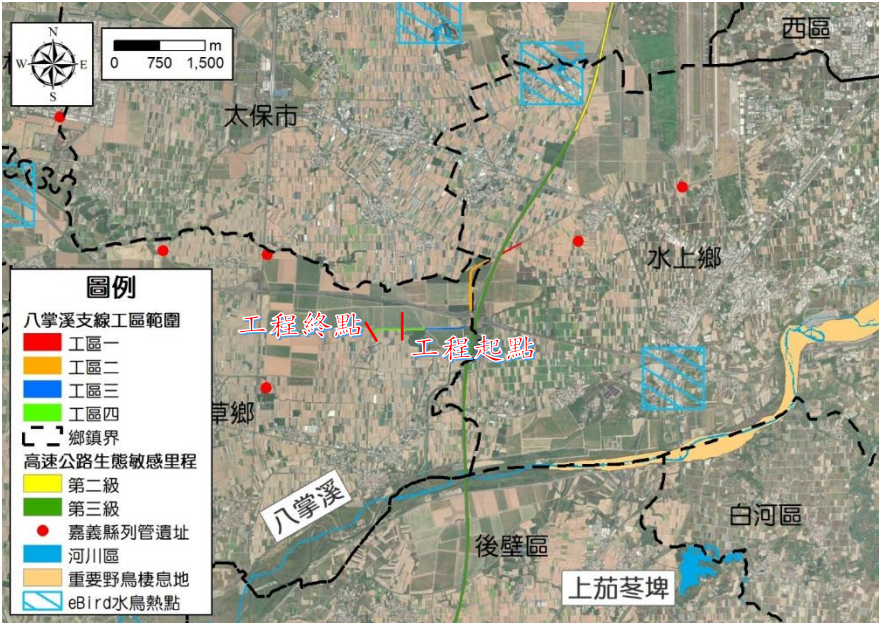 N
W
E
S
m
0 750 1,500
西區
太保市
水上鄉
工程終點
工程起點
草鄉
八掌溪
後壁區
白河區
上茄苳埤
圖例
八掌溪支線工區範圍
工區一
工區二
工區三
工區四
鄉鎮界
高速公路生態敏感里程
第二級
第三級
嘉義縣列管遺址
河川區
重要野鳥棲息地
eBird水鳥熱點